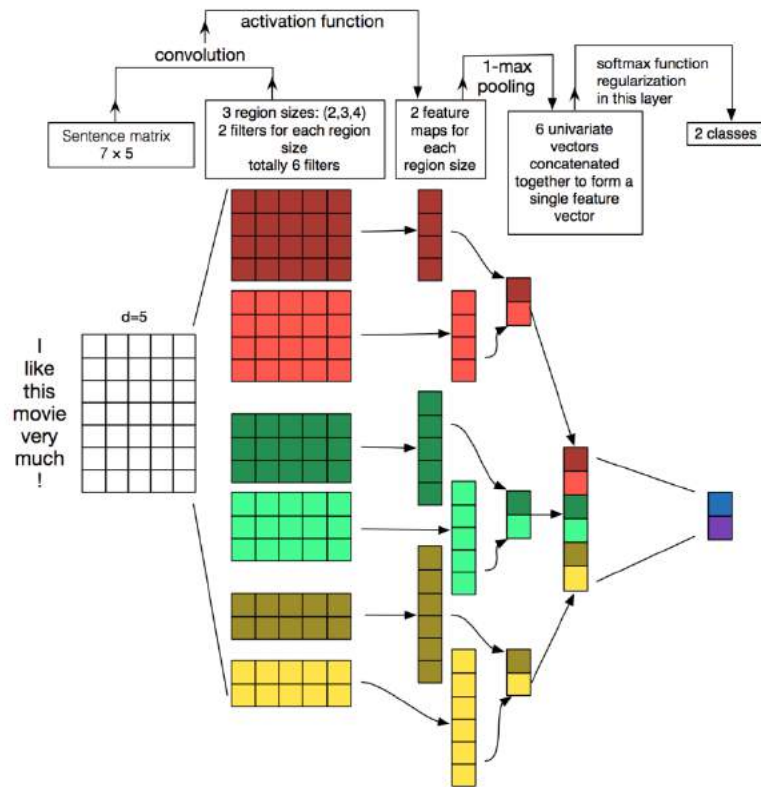 activation function
convolution
1-max
pooling
softmax function
regularization
in this layer
Sentence matrix
7 × 5
3 region sizes: (2,3,4)
2 filters for each region
size
totally 6 filters
2 feature
maps for
each
region size
6 univariate
vectors
concatenated
together to form a
single feature
vector
2 classes
d=5
I
like
this
movie
very
much
!